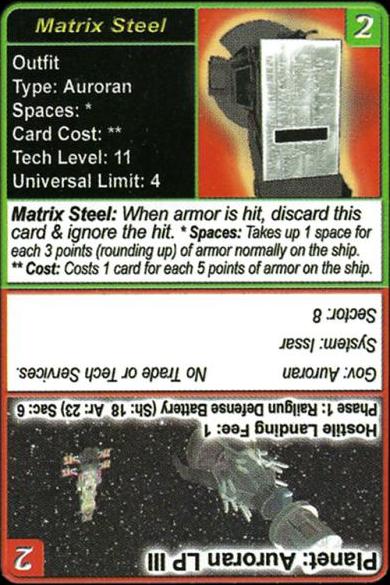 Matrix Steel
2
Outfit
Type: Auroran
Spaces: *
Card Cost: **
Tech Level: 11
Universal Limit: 4
Matrix Steel: When armor is hit, discard this
card & ignore the hit. * Spaces: Takes up 1 space for
each 3 points (rounding up) of armor normally on the ship.
** Cost: Costs 1 card for each 5 points of armor on the ship.
Planet: Auroran LP III
2
Hostile Landing Fee: 1
Phase 1: Railgun Defense Battery (Sh: 18 Ar: 23) Sac: 6
Gov: Auroran No Trade or Tech Services.
System: Issar
Sector: 8